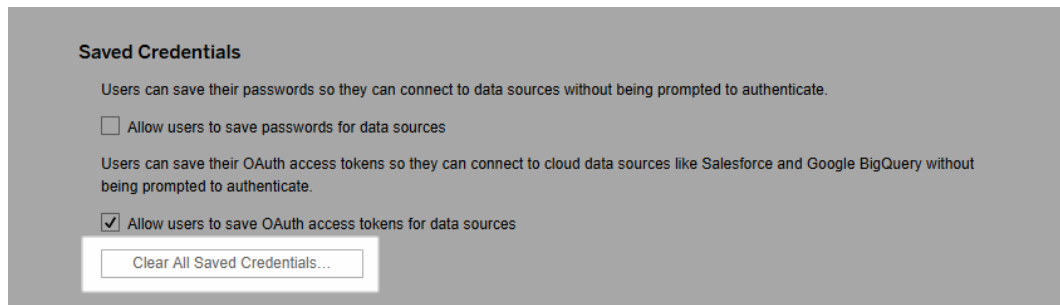 Saved Credentials
Users can save their passwords so they can connect to data sources without being prompted to authenticate.
Allow users to save passwords for data sources
Users can save their OAuth access tokens so they can connect to cloud data sources like Salesforce and Google BigQuery without
being prompted to authenticate.
Allow users to save OAuth access tokens for data sources
Clear All Saved Credentials...